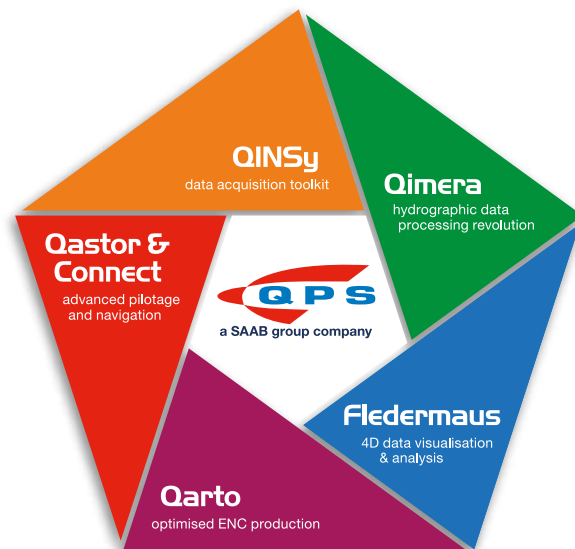 QINSy
data acquisition toolkit
Qimera
hydrographic data
processing revolution
Qastor &
Connect
advanced pilotage
and navigation
QPS
a SAAB group company
Fledermaus
4D data visualisation
& analysis
Qarto
optimised ENC production